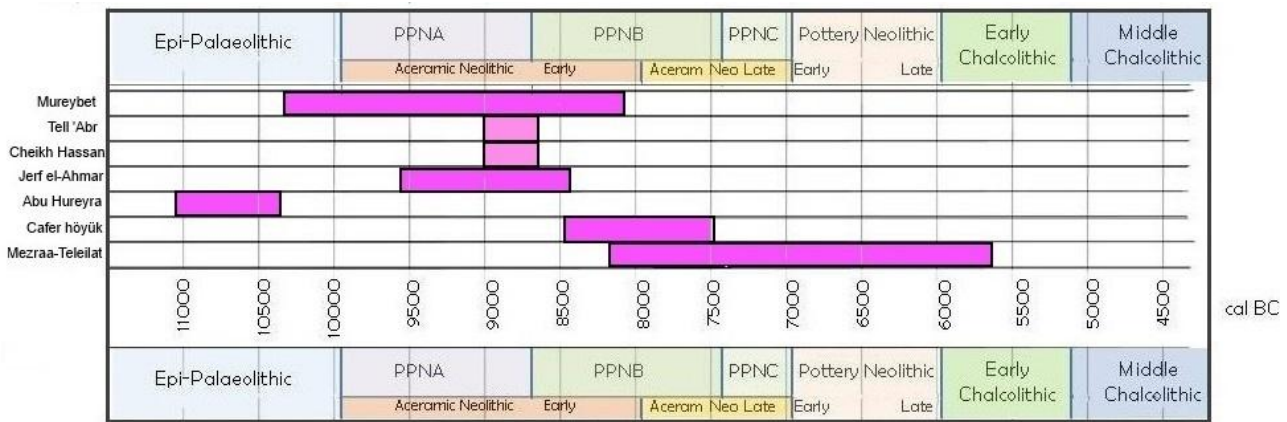 Epi-Palaeolithic PPNA PPNB PPNC Pottery Neolithic Early Chalcolithic Middle Chalcolithic
Aceramic Neolithic Early Aceram Neo Late Early Late
Mureybet
Tell 'Abr
Cheikh Hassan
Jerf el-Ahmar
Abu Hureyra
Cafer höyük
Mezraa-Teleilat
11000 10500 10000 9500 9000 8500 8000 7500 7000 6500 6000 5500 5000 4500 cal BC
Epi-Palaeolithic PPNA PPNB PPNC Pottery Neolithic Early Chalcolithic Middle Chalcolithic
Aceramic Neolithic Early Aceram Neo Late Early Late